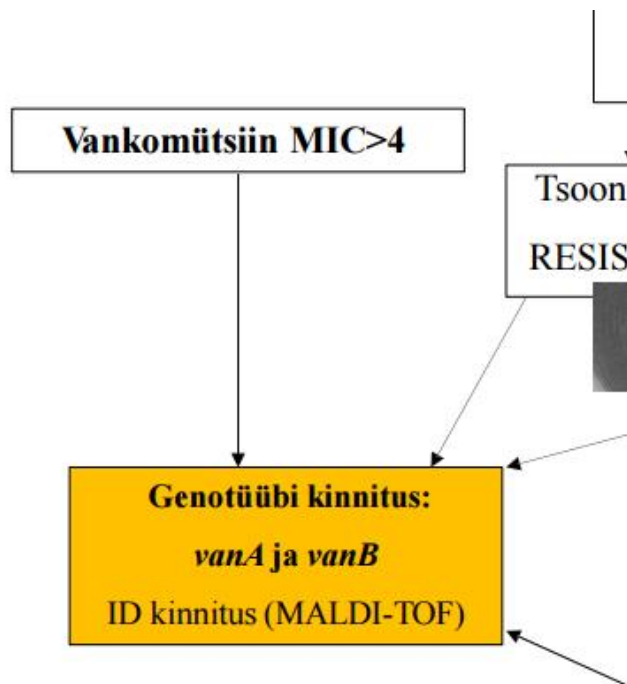 Vankomütsiin MIC>4
Tsoon
RESIS
Genotüübi kinnitus:
vanA ja vanB
ID kinnitus (MALDI-TOF)